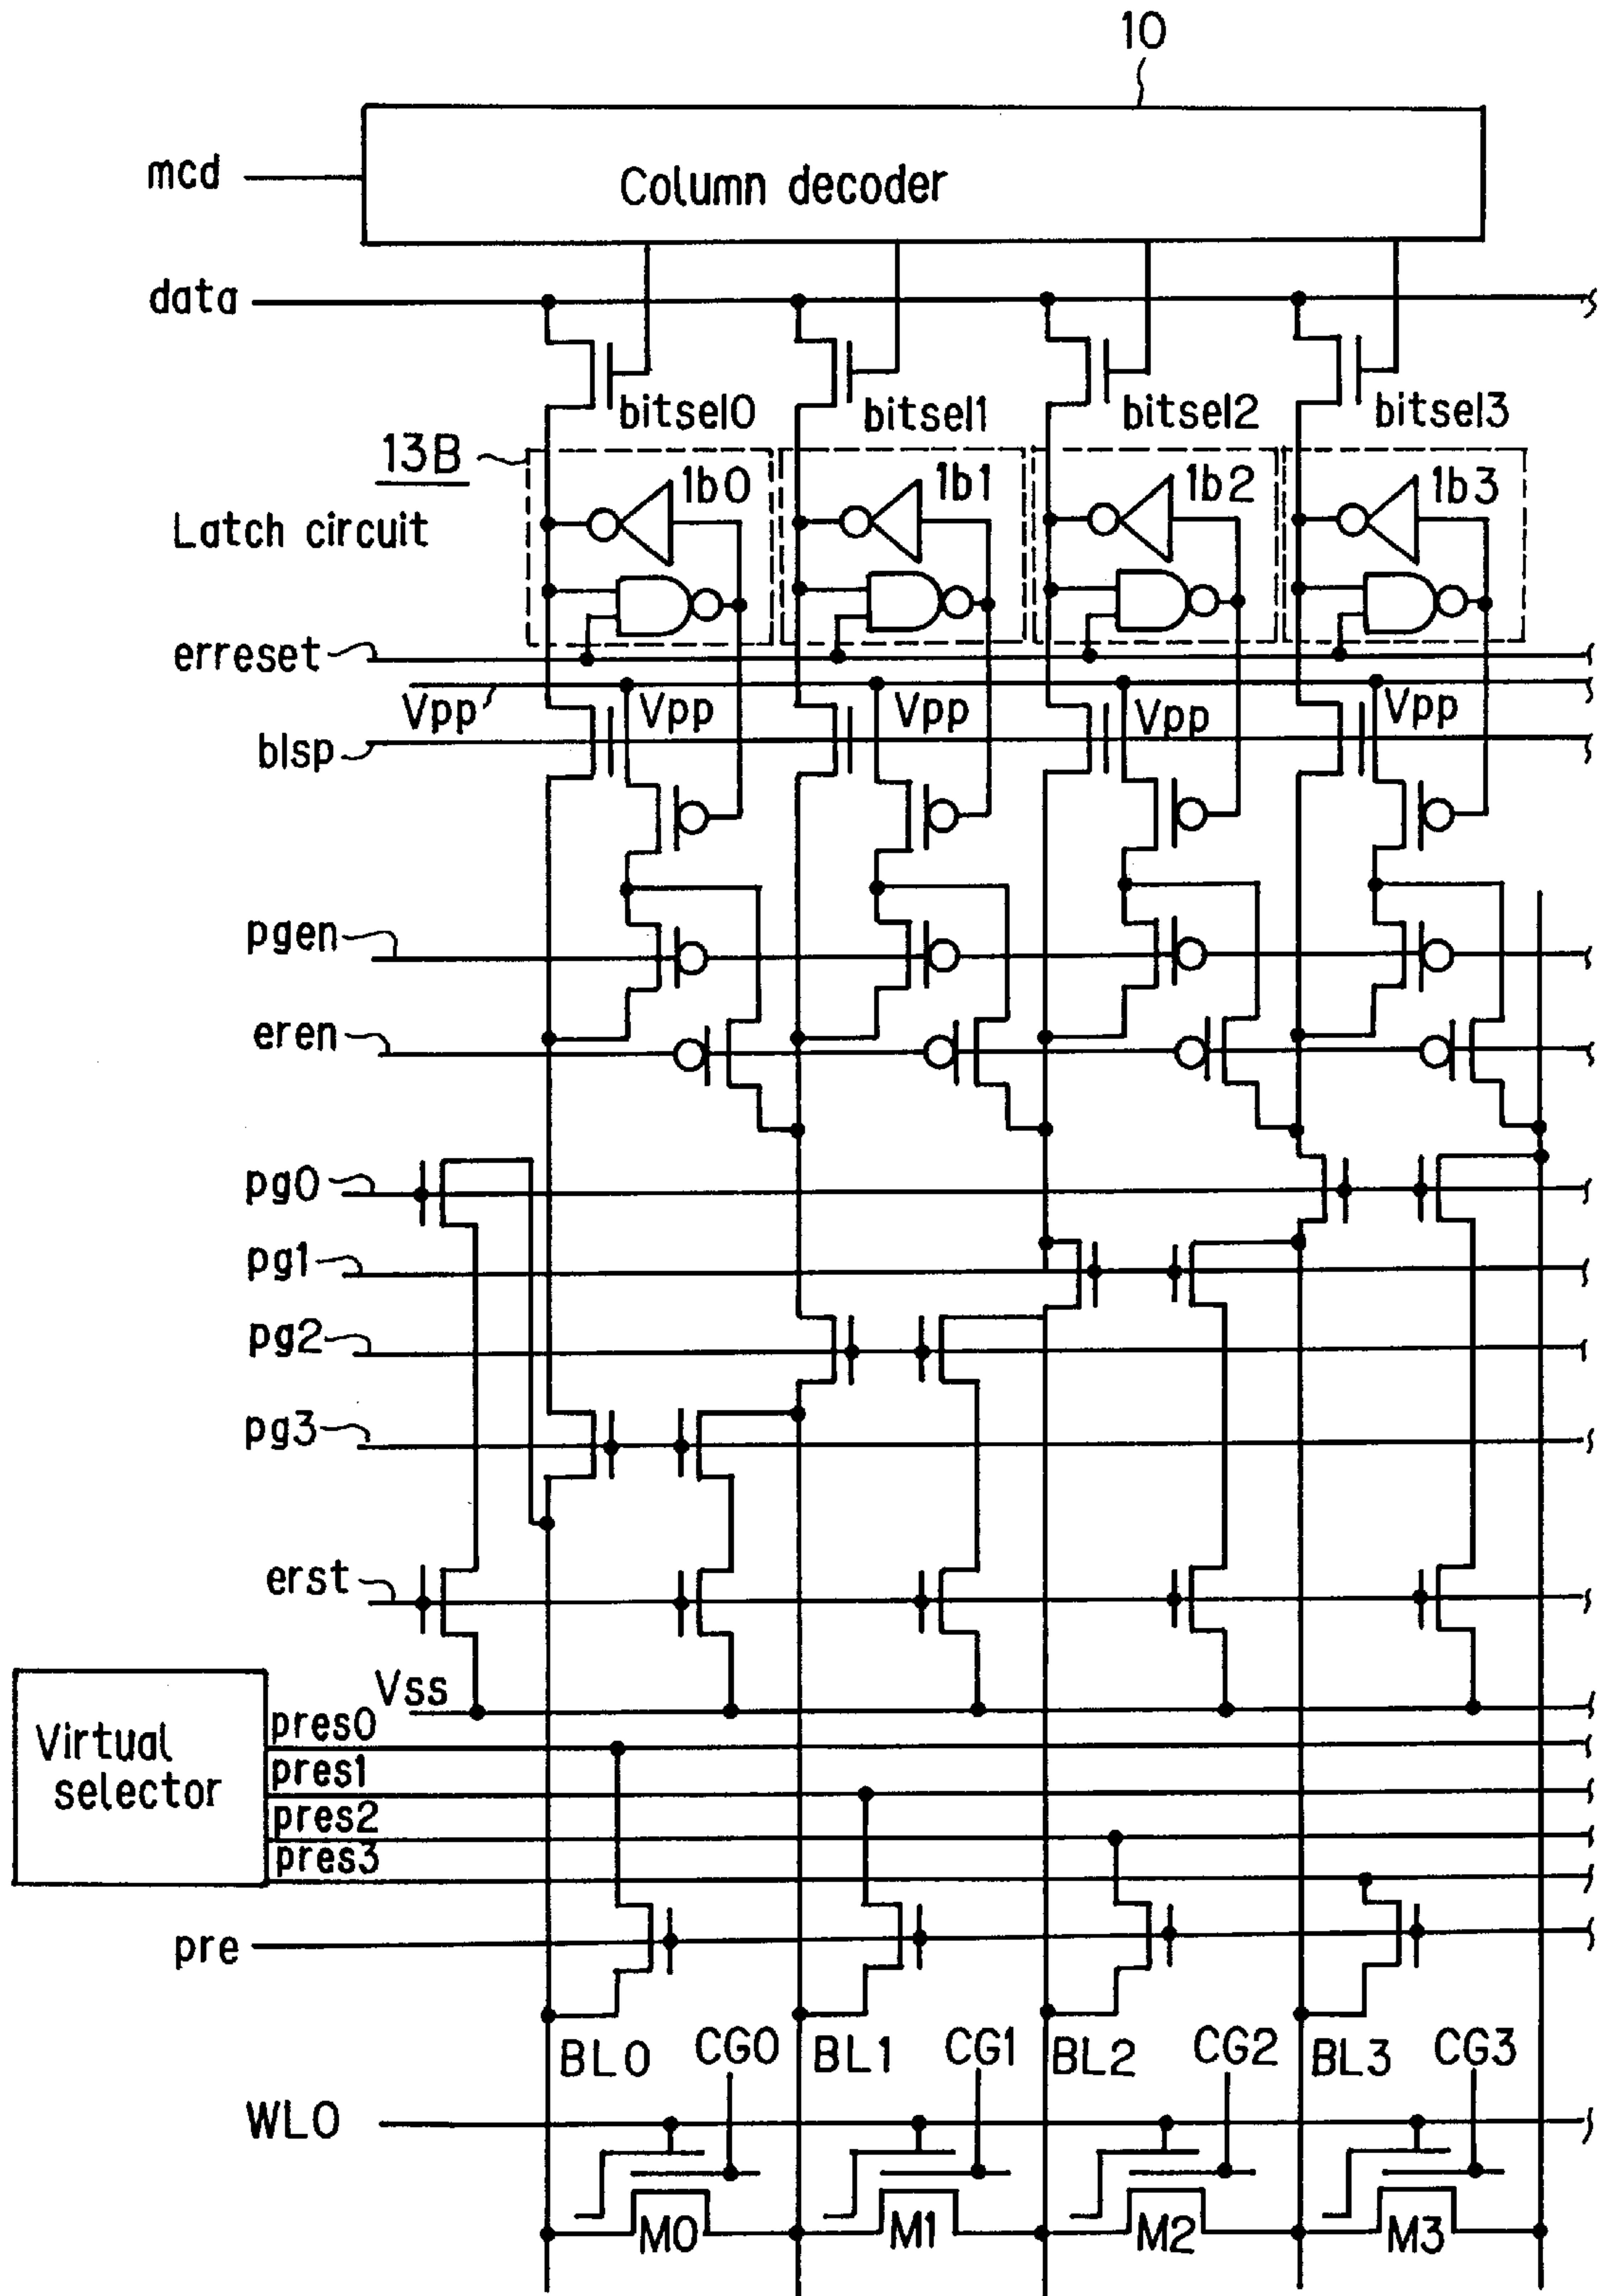 10
mcd
Column decoder
data
bitsel0
bitsel1
bitsel2
bitsel3
13B
1b0
1b1
1b2
1b3
Latch circuit
erreset
Vpp
Vpp
Vpp
Vpp
Vpp
blsp
pgen
eren
pg0
pg1
pg2
pg3
erst
Vss
Virtual
selector
pres0
pres1
pres2
pres3
pre
BL0
CG0
BL1
CG1
BL2
CG2
BL3
CG3
WL0
M0
M1
M2
M3